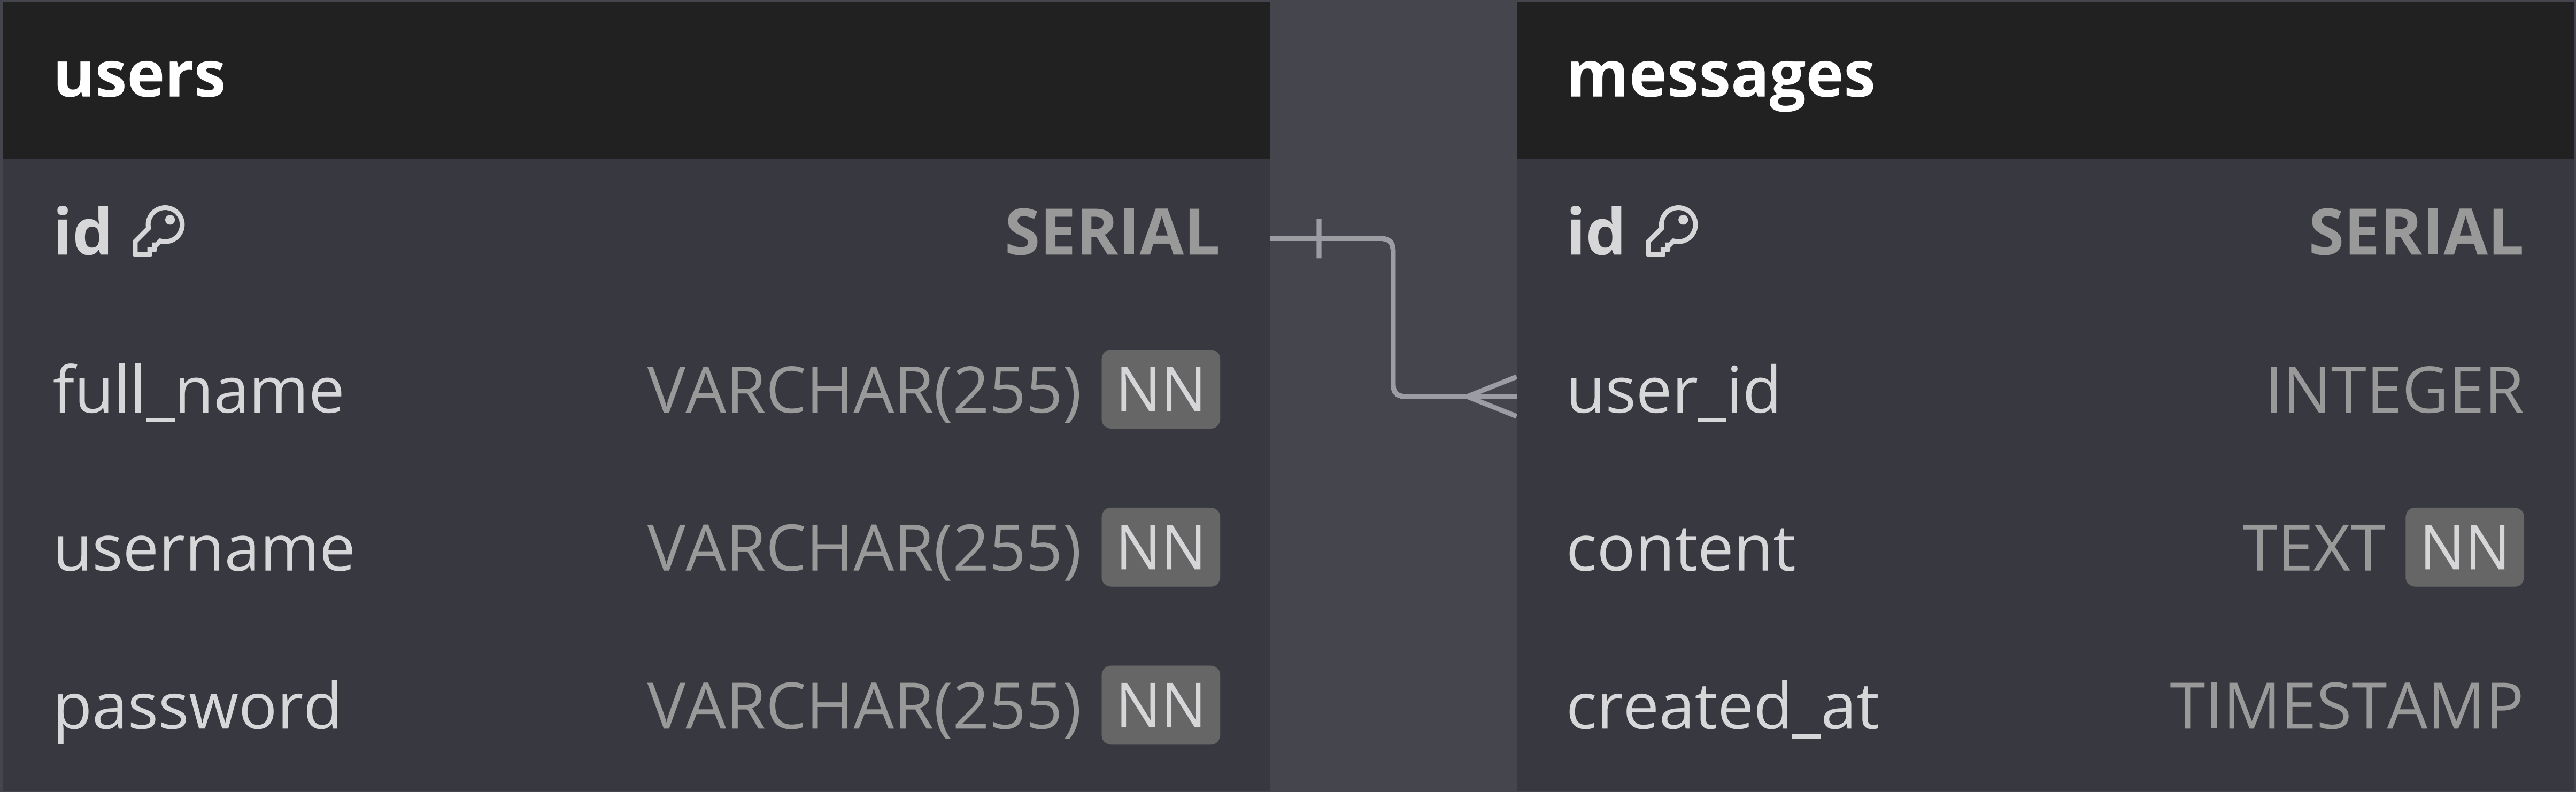 users
id SERIAL
full_name VARCHAR(255) NN
username VARCHAR(255) NN
password VARCHAR(255) NN
messages
id SERIAL
user_id INTEGER
content TEXT NN
created_at TIMESTAMP